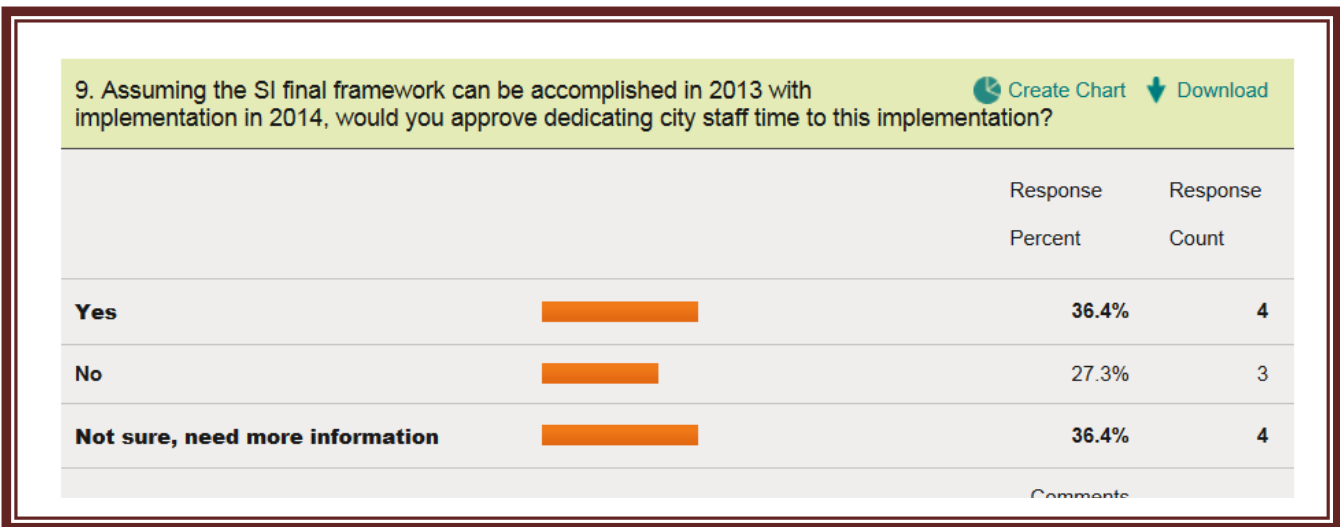 9. Assuming the SI final framework can be accomplished in 2013 with Create Chart Download
implementation in 2014, would you approve dedicating city staff time to this implementation?
Response Response
Percent Count
Yes 36.4% 4
No 27.3% 3
Not sure, need more information 36.4% 4
Comments